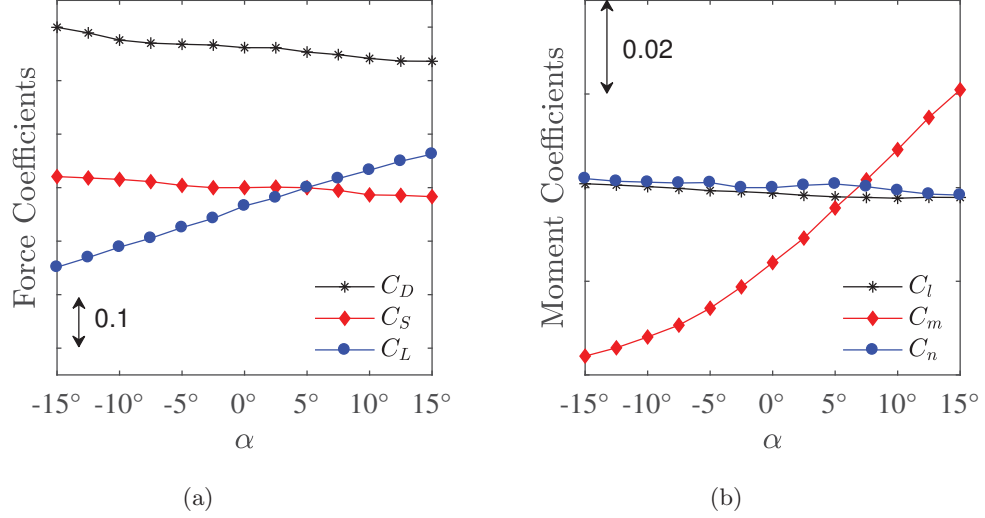 Force Coefficients
0.1
C_D
C_S
C_L
-15° -10° -5° 0° 5° 10° 15°
α
(a)
Moment Coefficients
0.02
C_l
C_m
C_n
-15° -10° -5° 0° 5° 10° 15°
α
(b)